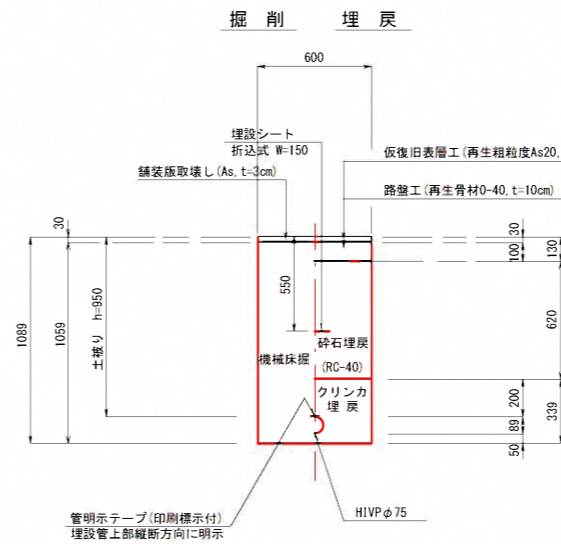 掘 削 埋 戻
600
埋設シート
折込式 W=150
仮復旧表層工(再生粗粒度As20,
舗装版取壊し(As,t=3cm)
路盤工(再生骨材0-40,t=10cm)
30
30
100
130
1089
1059
土被り h=950
550
620
砕石埋戻
機械床掘
(RC-40)
クリンカ
埋 戻
200
339
89
50
管明示テープ(印刷標示付)
HIVPφ75
埋設管上部縦断方向に明示